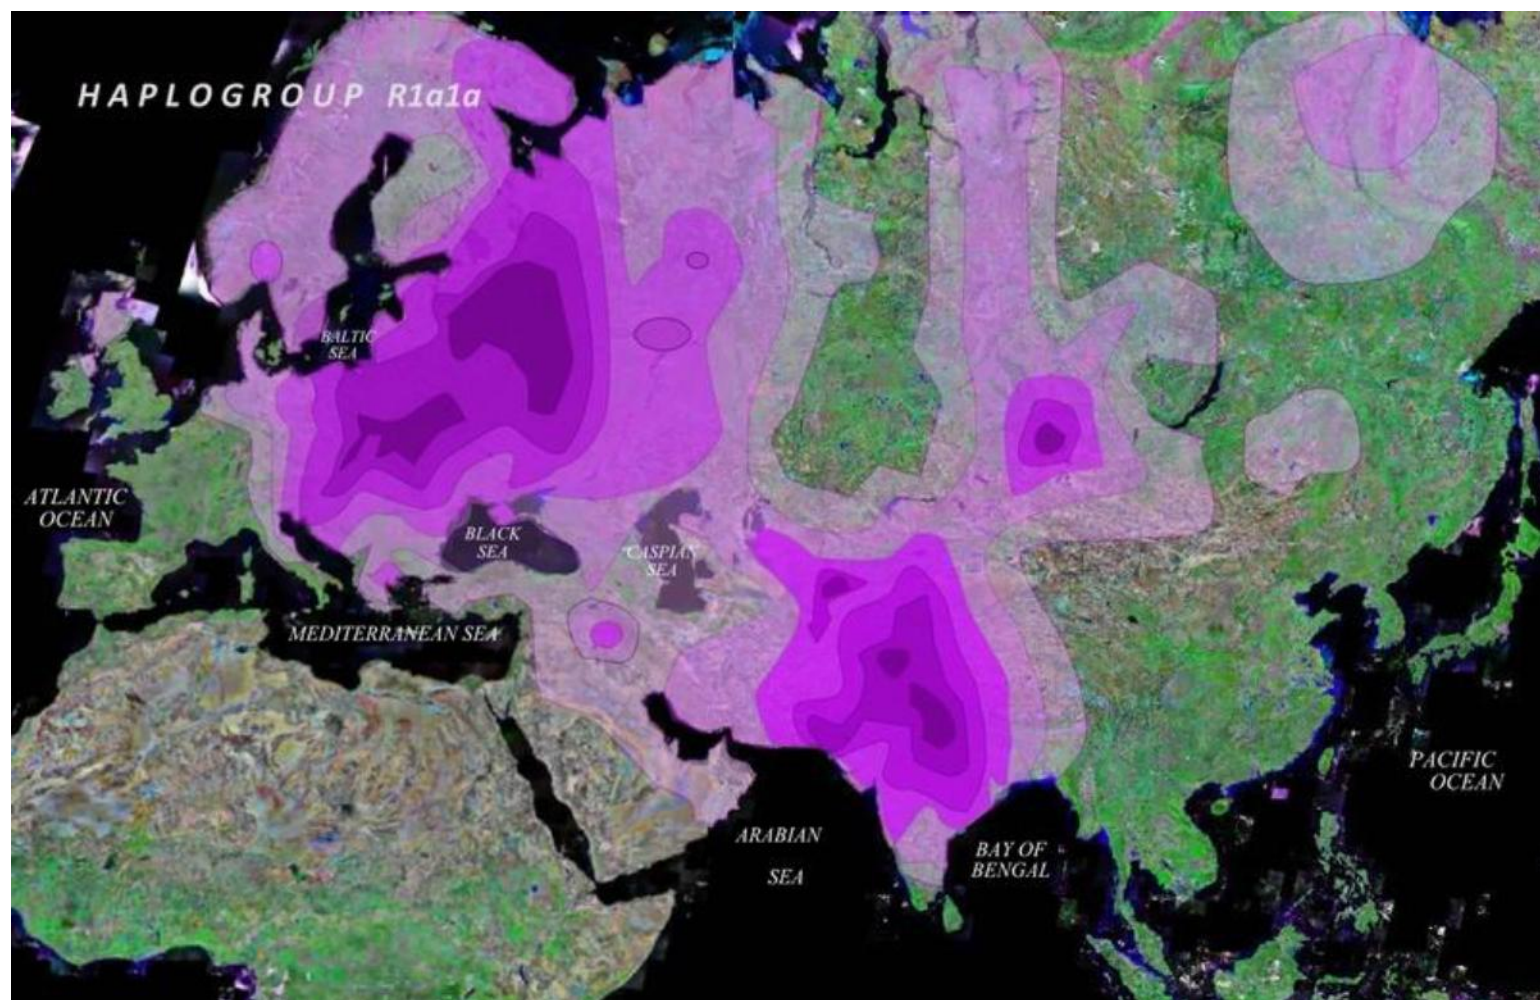 HAPLOGROUP R1a1a
BALTIC
SEA
ATLANTIC
OCEAN
BLACK
SEA
CASPIAN
SEA
MEDITERRANEAN SEA
PACIFIC
OCEAN
ARABIAN
SEA
BAY OF
BENGAL